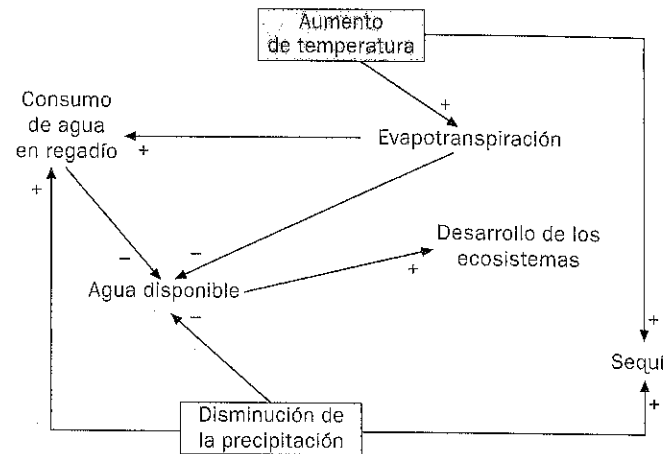 Aumento
de temperatura
+
Consumo
de agua
en regadío
+
Evapotranspiración
+
Desarrollo de los
ecosistemas
+
−
−
Agua disponible
−
+
Sequí
+
Disminución de
la precipitación